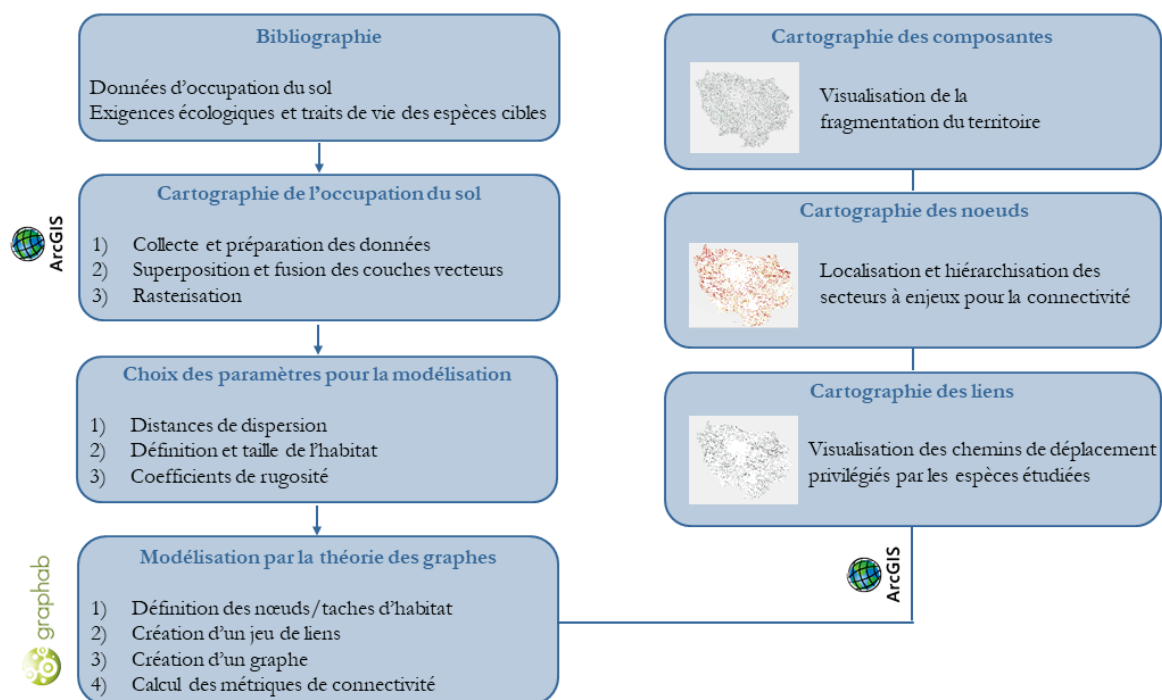 Bibliographie
Données d'occupation du sol
Exigences écologiques et traits de vie des espèces cibles
Cartographie de l'occupation du sol
1) Collecte et préparation des données
2) Superposition et fusion des couches vecteurs
3) Rasterisation
ArcGIS
Choix des paramètres pour la modélisation
1) Distances de dispersion
2) Définition et taille de l'habitat
3) Coefficients de rugosité
Modélisation par la théorie des graphes
1) Définition des nœuds/taches d'habitat
2) Création d'un jeu de liens
3) Création d'un graphe
4) Calcul des métriques de connectivité
graphab
Cartographie des composantes
Visualisation de la
fragmentation du territoire
Cartographie des noeuds
Localisation et hiérarchisation des
secteurs à enjeux pour la connectivité
Cartographie des liens
Visualisation des chemins de déplacement
privilégiés par les espèces étudiées
ArcGIS